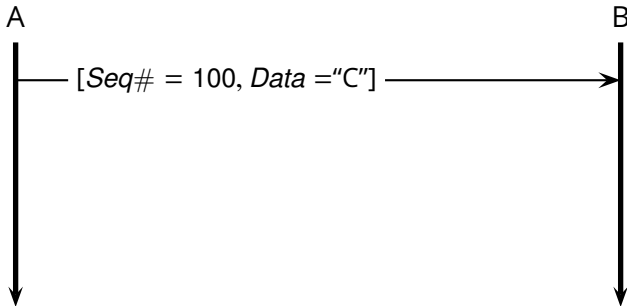 A B
[Seq# = 100, Data =“C”]